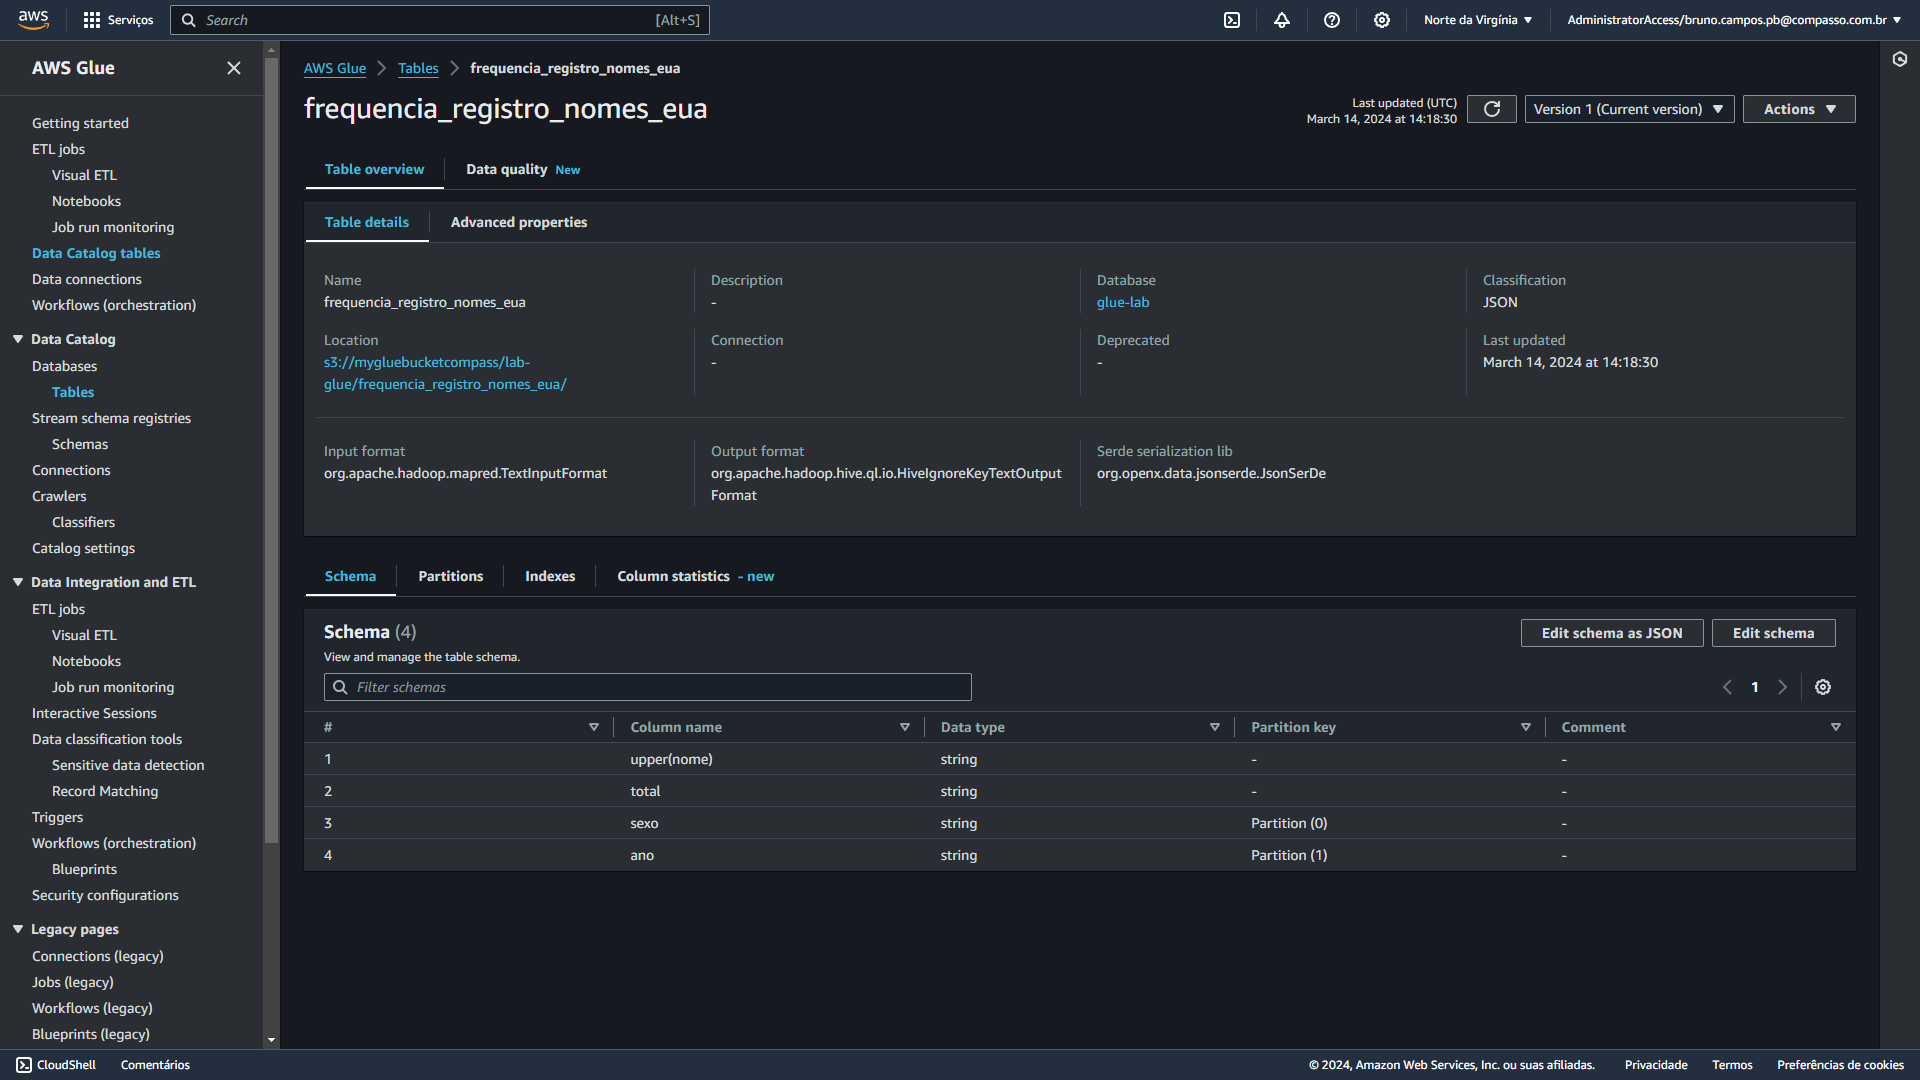 aws
Serviços
Search
[Alt+S]
Norte da Virgínia
AdministratorAccess/bruno.campos.pb@compasso.com.br
AWS Glue
Getting started
ETL jobs
Visual ETL
Notebooks
Job run monitoring
Data Catalog tables
Data connections
Workflows (orchestration)
Data Catalog
Databases
Tables
Stream schema registries
Schemas
Connections
Crawlers
Classifiers
Catalog settings
Data Integration and ETL
ETL jobs
Visual ETL
Notebooks
Job run monitoring
Interactive Sessions
Data classification tools
Sensitive data detection
Record Matching
Triggers
Workflows (orchestration)
Blueprints
Security configurations
Legacy pages
Connections (legacy)
Jobs (legacy)
Workflows (legacy)
Blueprints (legacy)
AWS Glue > Tables > frequencia_registro_nomes_eua
frequencia_registro_nomes_eua
Last updated (UTC)
March 14, 2024 at 14:18:30
Version 1 (Current version)
Actions
Table overview
Data quality New
Table details
Advanced properties
Name
frequencia_registro_nomes_eua
Description
-
Database
glue-lab
Classification
JSON
Location
s3://mygluebucketcompass/lab-
glue/frequencia_registro_nomes_eua/
Connection
-
Deprecated
-
Last updated
March 14, 2024 at 14:18:30
Input format
org.apache.hadoop.mapred.TextInputFormat
Output format
org.apache.hadoop.hive.ql.io.HiveIgnoreKeyTextOutput
Format
Serde serialization lib
org.openx.data.jsonserde.JsonSerDe
Schema
Partitions
Indexes
Column statistics - new
Schema (4)
View and manage the table schema.
Edit schema as JSON
Edit schema
Filter schemas
1
# Column name Data type Partition key Comment
1 upper(nome) string - -
2 total string - -
3 sexo string Partition (0) -
4 ano string Partition (1) -
CloudShell
Comentários
© 2024, Amazon Web Services, Inc. ou suas afiliadas.
Privacidade
Termos
Preferências de cookies